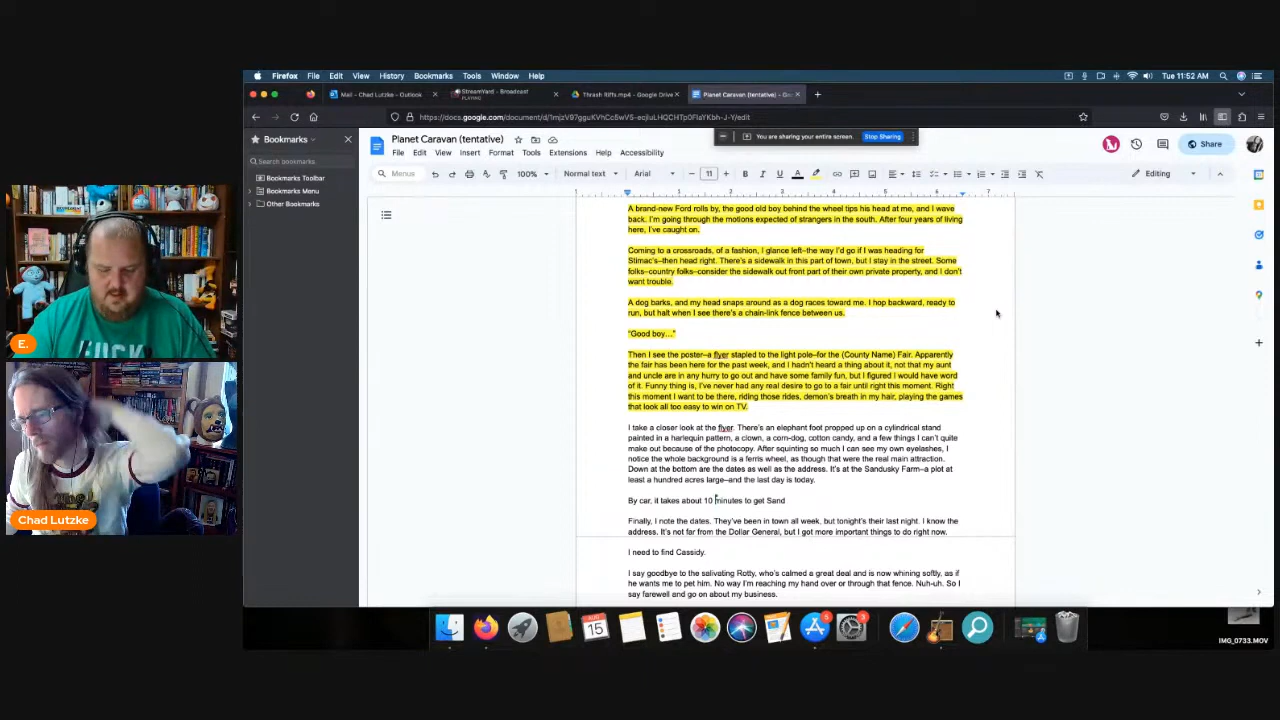 Firefox File Edit View History Bookmarks Tools Window Help
Tue 11:52 AM
Mail – Chad Lutzke – Outlook
StreamYard - Broadcast
PLAYING
Thrash Riffs.mp4 - Google Drive
Planet Caravan (tentative) - Go
Bookmarks
Search bookmarks
Bookmarks Toolbar
Bookmarks Menu
Other Bookmarks
Planet Caravan (tentative)
You are sharing your entire screen.
Stop Sharing
File Edit View Insert Format Tools Extensions Help Accessibility
Share
Menus
100%
Normal text
Arial
11
Editing
A brand-new Ford rolls by, the good old boy behind the wheel tips his head at me, and I wave
back. I'm going through the motions expected of strangers in the south. After four years of living
here, I've caught on.
Coming to a crossroads, of a fashion, I glance left–the way I'd go if I was heading for
Stimac's–then head right. There's a sidewalk in this part of town, but I stay in the street. Some
folks–country folks–consider the sidewalk out front part of their own private property, and I don't
want trouble.
A dog barks, and my head snaps around as a dog races toward me. I hop backward, ready to
run, but halt when I see there's a chain-link fence between us.
"Good boy…"
Then I see the poster–a flyer stapled to the light pole–for the (County Name) Fair. Apparently
the fair has been here for the past week, and I hadn't heard a thing about it, not that my aunt
and uncle are in any hurry to go out and have some family fun, but I figured I would have word
of it. Funny thing is, I've never had any real desire to go to a fair until right this moment. Right
this moment I want to be there, riding those rides, demon's breath in my hair, playing the games
that look all too easy to win on TV.
I take a closer look at the flyer. There's an elephant foot propped up on a cylindrical stand
painted in a harlequin pattern, a clown, a corn-dog, cotton candy, and a few things I can't quite
make out because of the photocopy. After squinting so much I can see my own eyelashes, I
notice the whole background is a ferris wheel, as though that were the real main attraction.
Down at the bottom are the dates as well as the address. It's at the Sandusky Farm–a plot at
least a hundred acres large–and the last day is today.
By car, it takes about 10 minutes to get Sand
Finally, I note the dates. They've been in town all week, but tonight's their last night. I know the
address. It's not far from the Dollar General, but I got more important things to do right now.
I need to find Cassidy.
I say goodbye to the salivating Rotty, who's calmed a great deal and is now whining softly, as if
he wants me to pet him. No way I'm reaching my hand over or through that fence. Nuh-uh. So I
say farewell and go on about my business.
E.
Chad Lutzke
AUG
15
IMG_0733.MOV